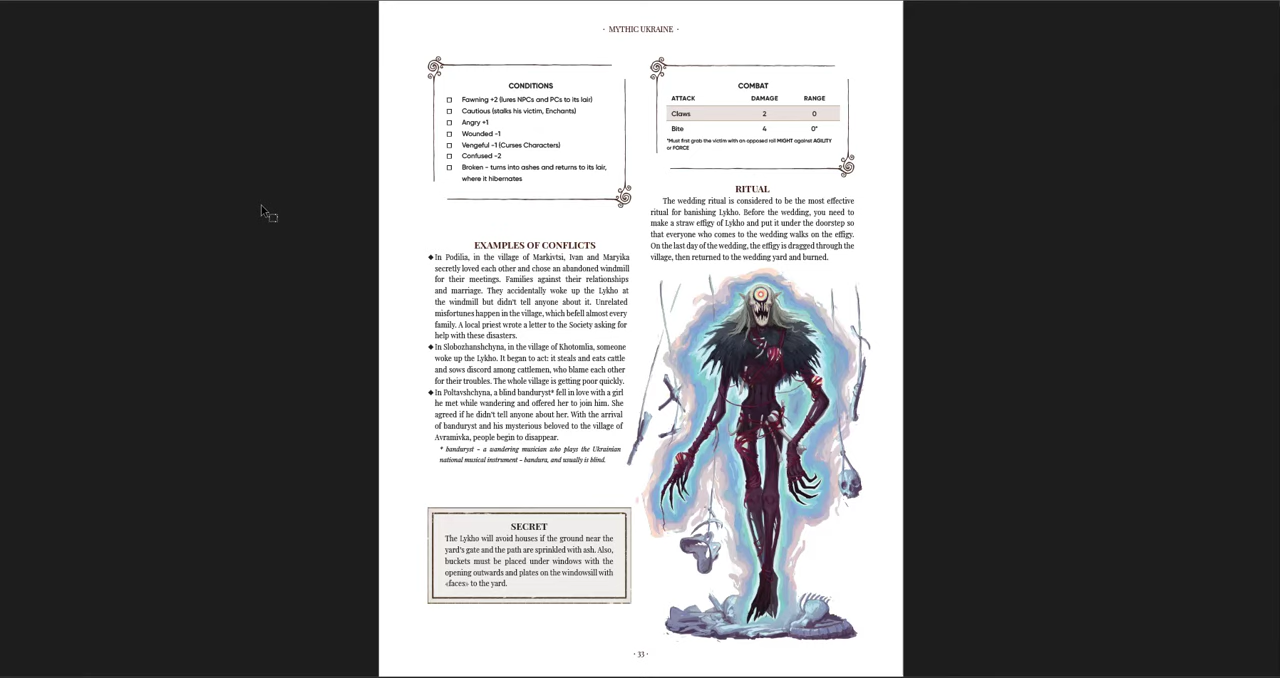 · MYTHIC UKRAINE ·
CONDITIONS
Fawning +2 (lures NPCs and PCs to its lair)
Cautious (stalks his victim, Enchants)
Angry +1
Wounded -1
Vengeful -1 (Curses Characters)
Confused -2
Broken - turns into ashes and returns to its lair,
where it hibernates
EXAMPLES OF CONFLICTS
◆In Podilia, in the village of Markivtsi, Ivan and Maryika
secretly loved each other and chose an abandoned windmill
for their meetings. Families against their relationships
and marriage. They accidentally woke up the Lykho at
the windmill but didn't tell anyone about it. Unrelated
misfortunes happen in the village, which befell almost every
family. A local priest wrote a letter to the Society asking for
help with these disasters.
◆In Slobozhanshchyna, in the village of Khotomlia, someone
woke up the Lykho. It began to act: it steals and eats cattle
and sows discord among cattlemen, who blame each other
for their troubles. The whole village is getting poor quickly.
◆In Poltavshchyna, a blind banduryst* fell in love with a girl
he met while wandering and offered her to join him. She
agreed if he didn't tell anyone about her. With the arrival
of banduryst and his mysterious beloved to the village of
Avramivka, people begin to disappear.
* banduryst - a wandering musician who plays the Ukrainian
national musical instrument - bandura, and usually is blind.
SECRET
The Lykho will avoid houses if the ground near the
yard's gate and the path are sprinkled with ash. Also,
buckets must be placed under windows with the
opening outwards and plates on the windowsill with
«faces» to the yard.
COMBAT
ATTACK DAMAGE RANGE
Claws 2 0
Bite 4 0*
*Must first grab the victim with an opposed roll MIGHT against AGILITY
or FORCE
RITUAL
The wedding ritual is considered to be the most effective
ritual for banishing Lykho. Before the wedding, you need to
make a straw effigy of Lykho and put it under the doorstep so
that everyone who comes to the wedding walks on the effigy.
On the last day of the wedding, the effigy is dragged through the
village, then returned to the wedding yard and burned.
· 33 ·